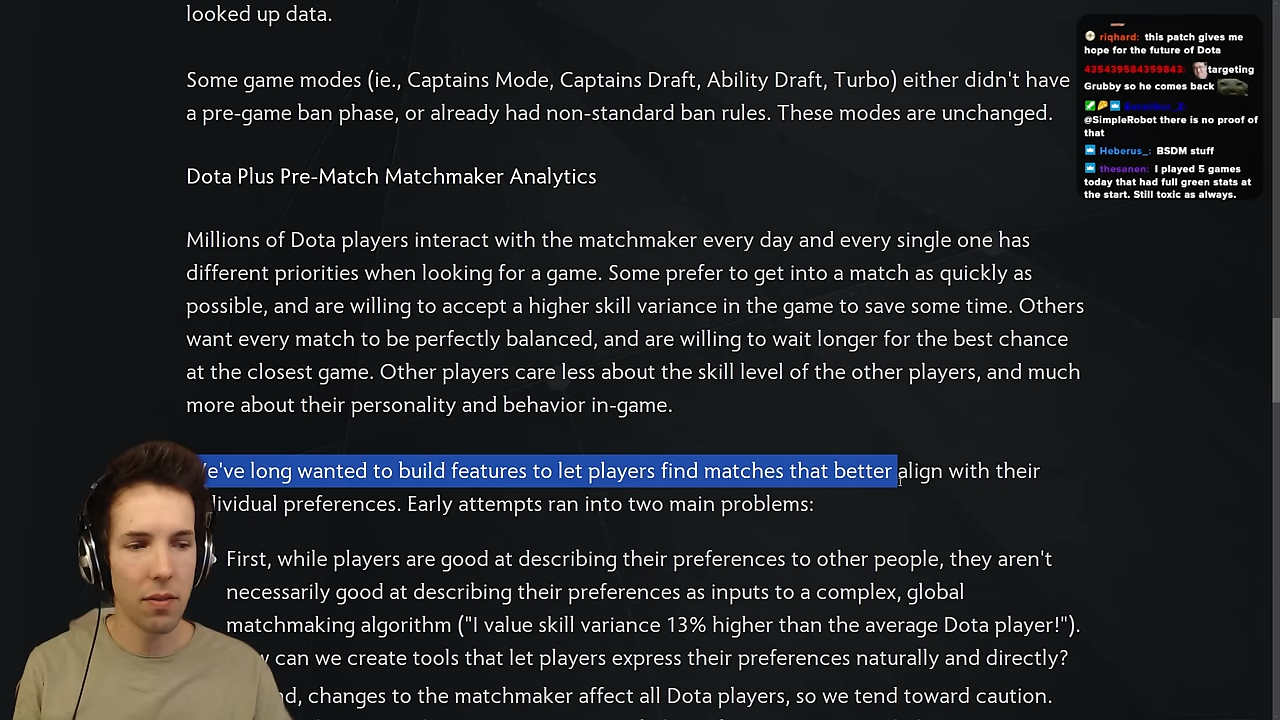 looked up data.
Some game modes (ie., Captains Mode, Captains Draft, Ability Draft, Turbo) either didn't have
a pre-game ban phase, or already had non-standard ban rules. These modes are unchanged.
Dota Plus Pre-Match Matchmaker Analytics
Millions of Dota players interact with the matchmaker every day and every single one has
different priorities when looking for a game. Some prefer to get into a match as quickly as
possible, and are willing to accept a higher skill variance in the game to save some time. Others
want every match to be perfectly balanced, and are willing to wait longer for the best chance
at the closest game. Other players care less about the skill level of the other players, and much
more about their personality and behavior in-game.
e've long wanted to build features to let players find matches that better align with their
ividual preferences. Early attempts ran into two main problems:
First, while players are good at describing their preferences to other people, they aren't
necessarily good at describing their preferences as inputs to a complex, global
matchmaking algorithm ("I value skill variance 13% higher than the average Dota player!").
can we create tools that let players express their preferences naturally and directly?
nd, changes to the matchmaker affect all Dota players, so we tend toward caution.
riqhard: this patch gives me
hope for the future of Dota
435439584359843: targeting
Grubby so he comes back
@SimpleRobot there is no proof of
that
Heberus_: BSDM stuff
thesanen: I played 5 games
today that had full green stats at
the start. Still toxic as always.